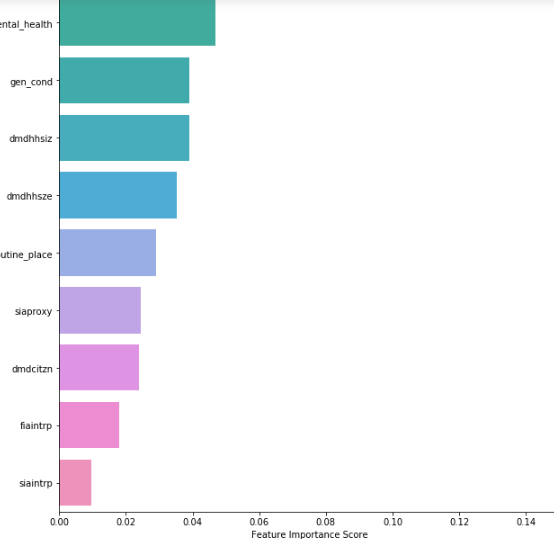 ental_health
gen_cond
dmdhhsiz
dmdhhsze
outine_place
siaproxy
dmdcitzn
fiaintrp
siaintrp
0.00 0.02 0.04 0.06 0.08 0.10 0.12 0.14
Feature Importance Score